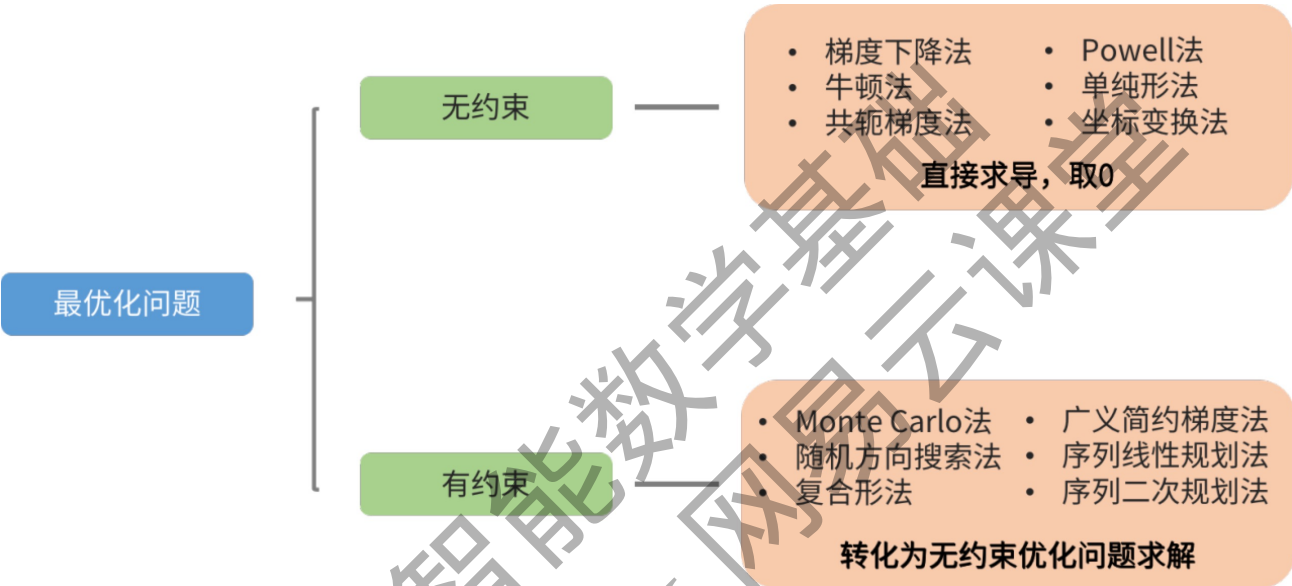 最优化问题
无约束
梯度下降法
牛顿法
共轭梯度法
Powell法
单纯形法
坐标变换法
直接求导，取0
有约束
Monte Carlo法
随机方向搜索法
复合形法
广义简约梯度法
序列线性规划法
序列二次规划法
转化为无约束优化问题求解
智能数学基础
网易云课堂